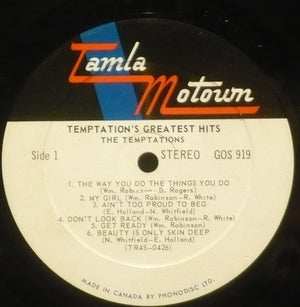 Tamla
Motown
TEMPTATION'S GREATEST HITS
THE TEMPTATIONS
Side 1 STEREO GOS 919
1. THE WAY YOU DO THE THINGS YOU DO
(Wm. Robinson-B. Rogers)
2. MY GIRL (Wm. Robinson-R. White)
3. AIN'T TOO PROUD TO BEG
(E. Holland-N. Whitfield)
4. DON'T LOOK BACK (Wm. Robinson-R. White)
5. GET READY (Wm. Robinson)
6. BEAUTY IS ONLY SKIN DEEP
(N. Whitfield-E. Holland)
(TR4S-0426)
MADE IN CANADA BY PHONODISC LTD.